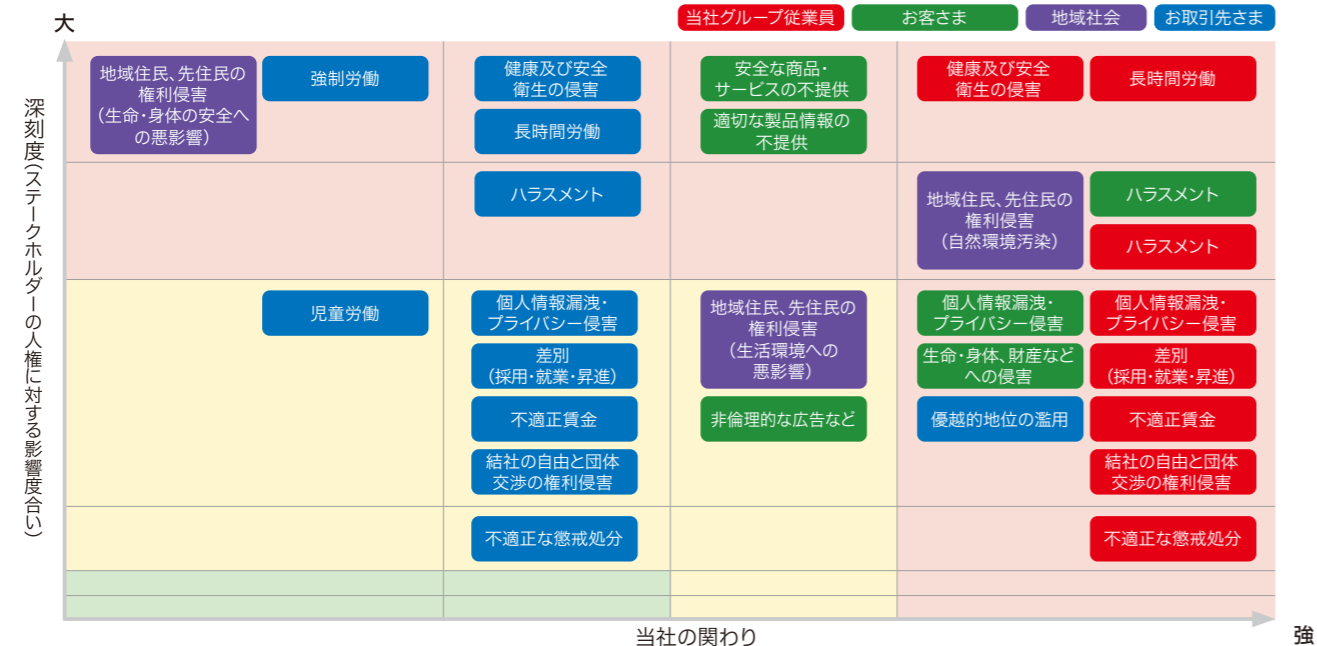 当社グループ従業員
お客さま
地域社会
お取引先さま
大
深刻度(ステークホルダーの人権に対する影響度合い)
地域住民、先住民の
権利侵害
(生命・身体の安全へ
の悪影響)
強制労働
健康及び安全
衛生の侵害
長時間労働
安全な商品・
サービスの不提供
適切な製品情報の
不提供
健康及び安全
衛生の侵害
長時間労働
ハラスメント
地域住民、先住民の
権利侵害
(自然環境汚染)
ハラスメント
ハラスメント
児童労働
個人情報漏洩・
プライバシー侵害
差別
(採用・就業・昇進)
不適正賃金
結社の自由と団体
交渉の権利侵害
地域住民、先住民の
権利侵害
(生活環境への
悪影響)
非倫理的な広告など
個人情報漏洩・
プライバシー侵害
生命・身体、財産など
への侵害
優越的地位の濫用
個人情報漏洩・
プライバシー侵害
差別
(採用・就業・昇進)
不適正賃金
結社の自由と団体
交渉の権利侵害
不適正な懲戒処分
不適正な懲戒処分
当社の関わり
強